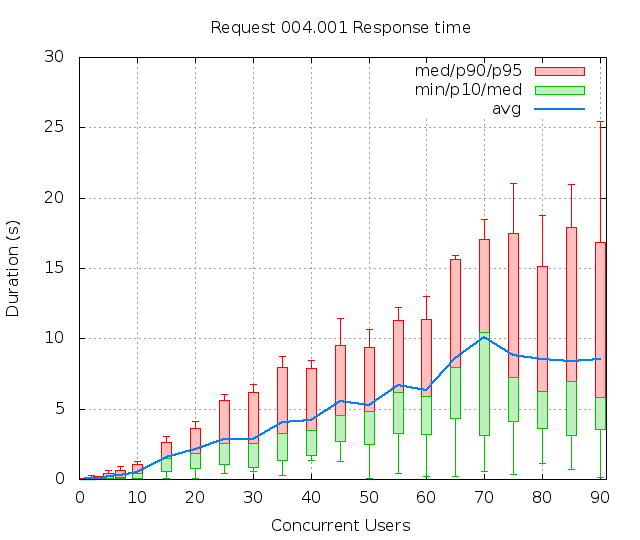 Request 004.001 Response time
30
25
20
15
10
5
0
Duration (s)
med/p90/p95
min/p10/med
avg
0 10 20 30 40 50 60 70 80 90
Concurrent Users